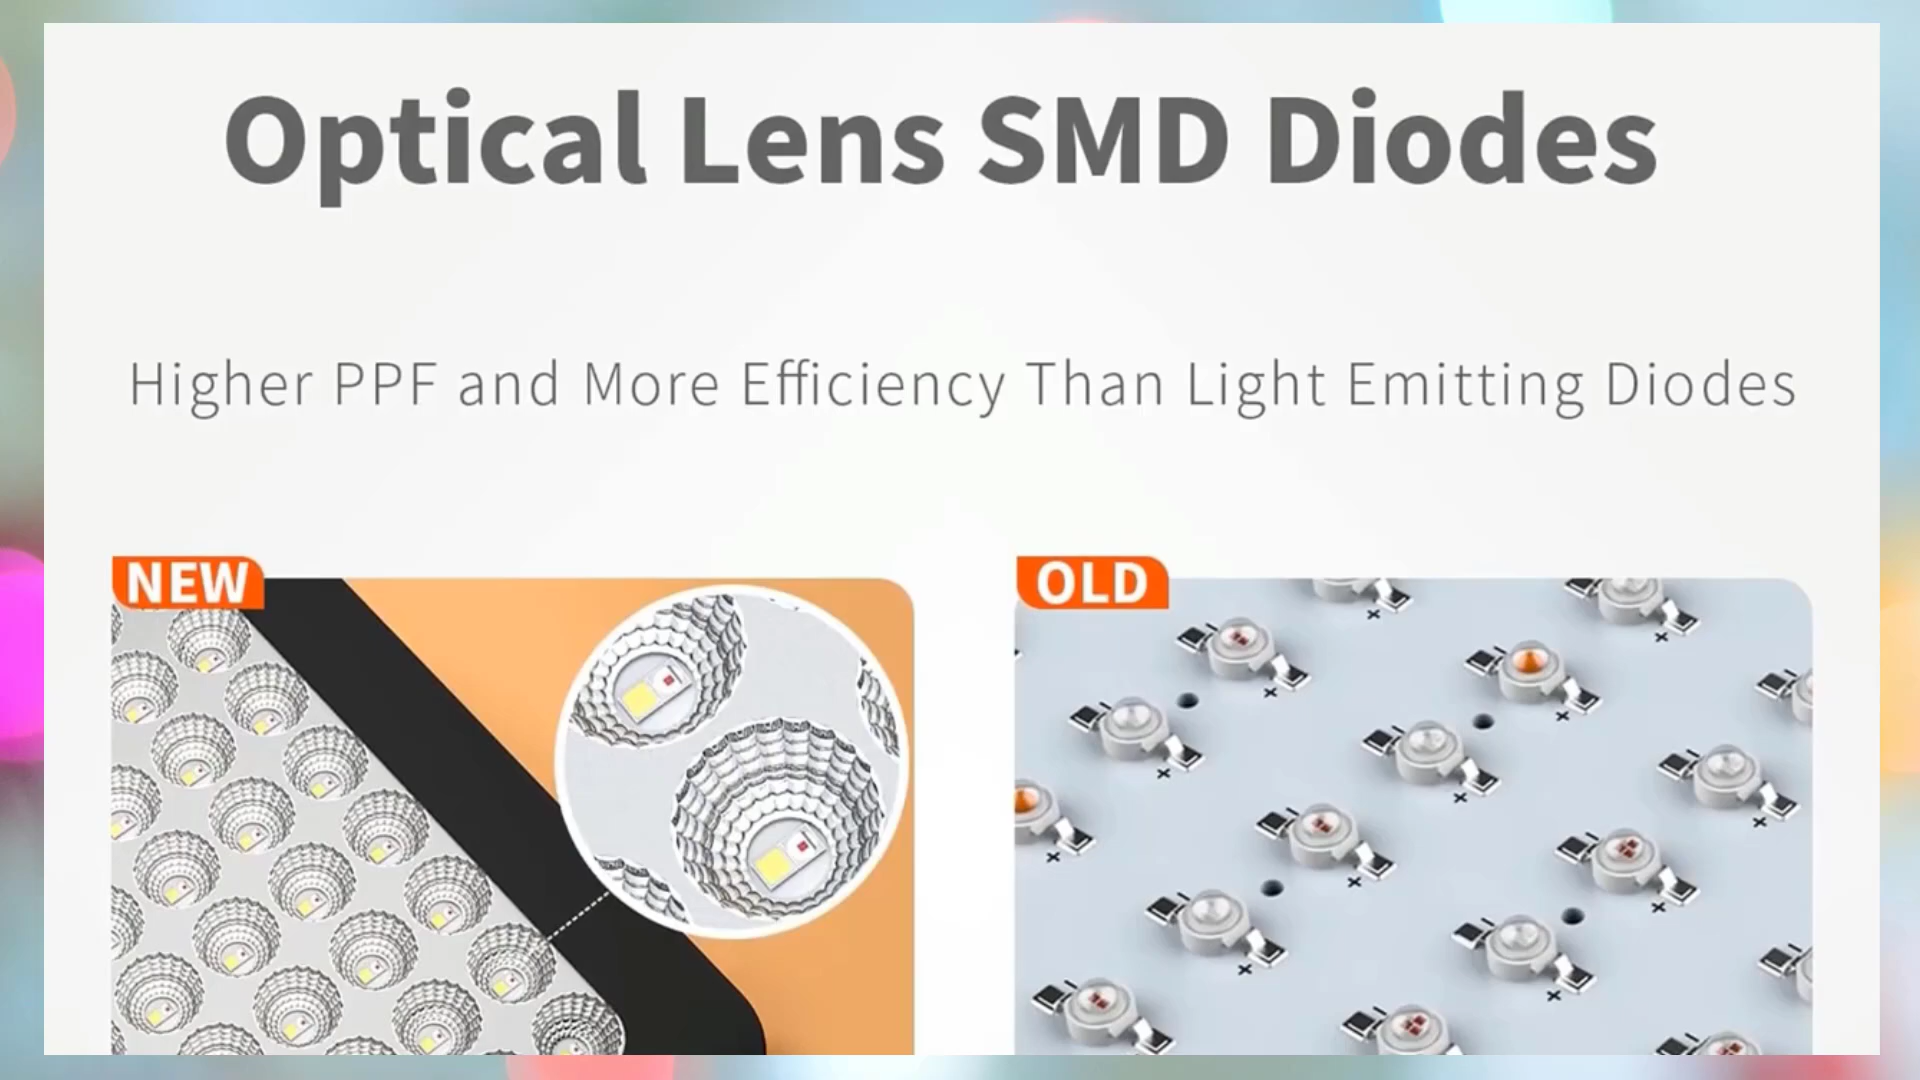 Optical Lens SMD Diodes
Higher PPF and More Efficiency Than Light Emitting Diodes
NEW
OLD